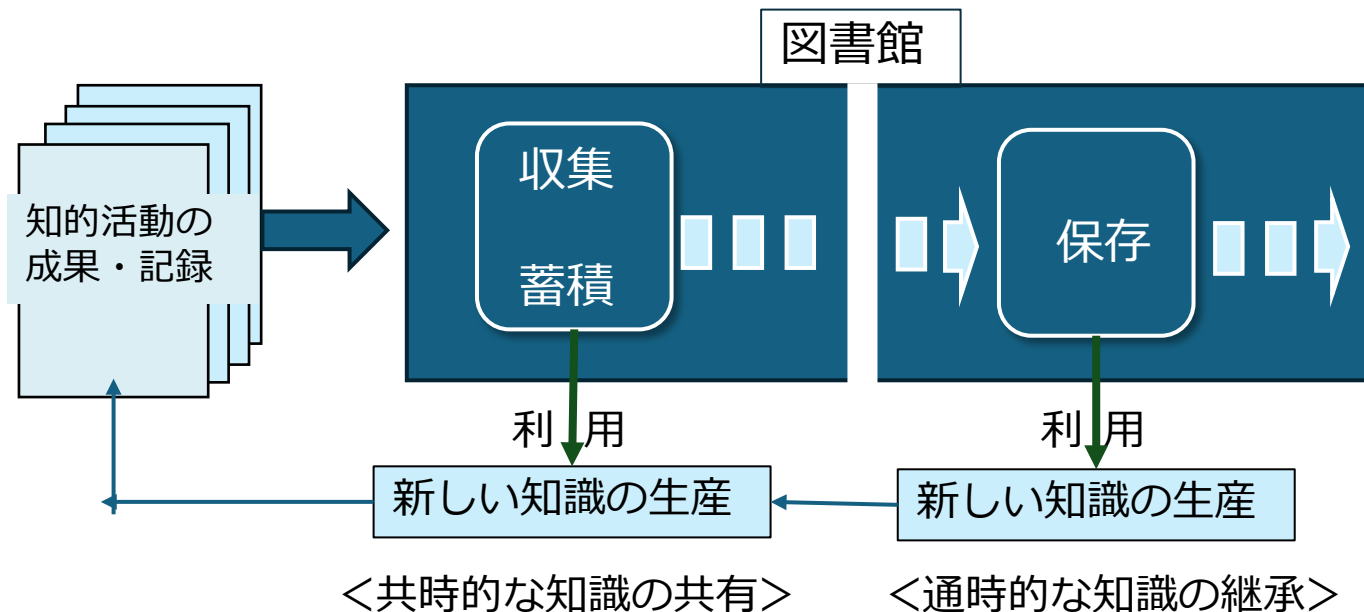 図書館
知的活動の
成果・記録
収集
蓄積
保存
利用
利用
新しい知識の生産
新しい知識の生産
＜共時的な知識の共有＞
＜通時的な知識の継承＞